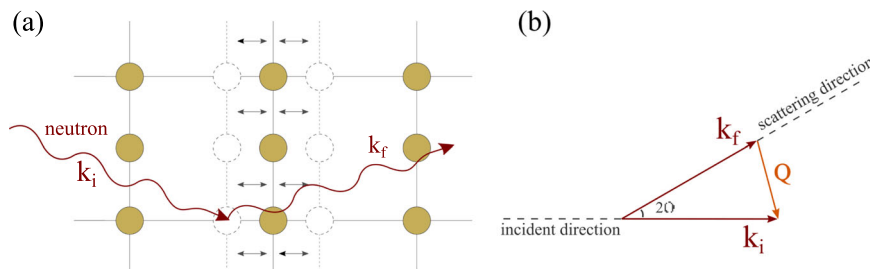 (a)
neutron
k_i
k_f
(b)
scattering direction
k_f
Q
2Θ
incident direction
k_i